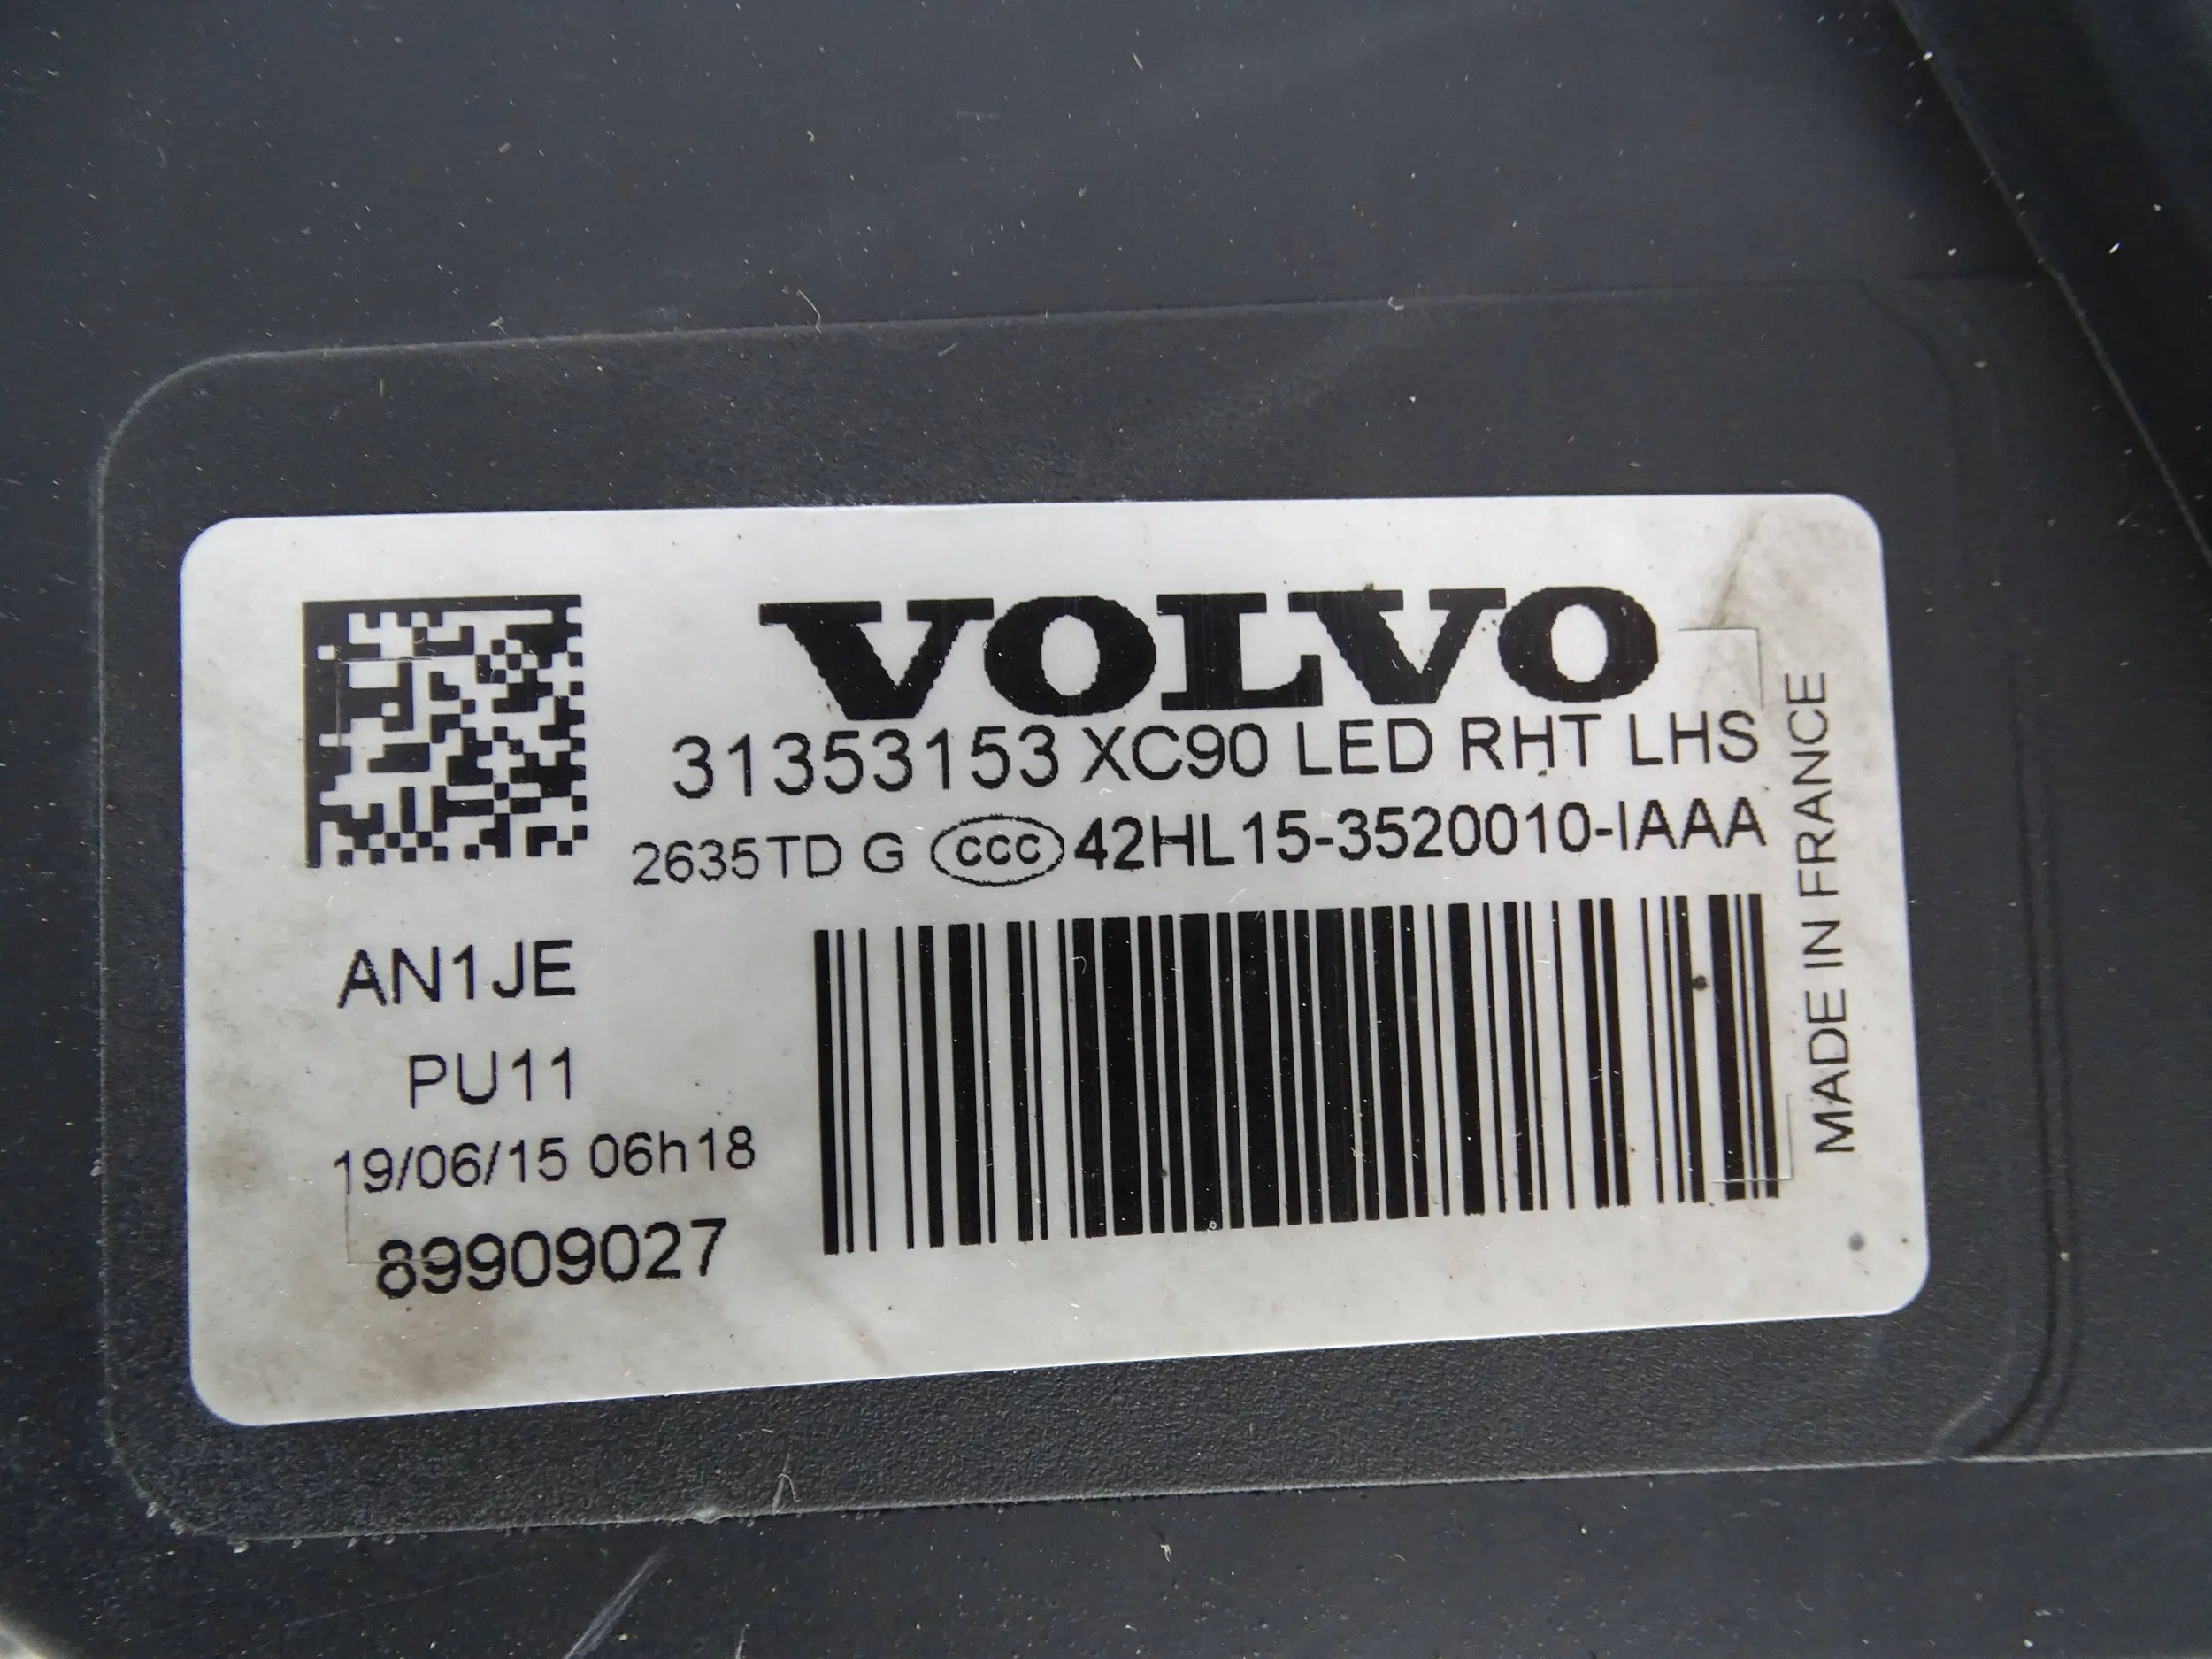 VOLVO
31353153 XC90 LED RHT LHS
2635TD G CCC 42HL15-3520010-IAAA
AN1JE
PU11
19/06/15 06h18
89909027
MADE IN FRANCE